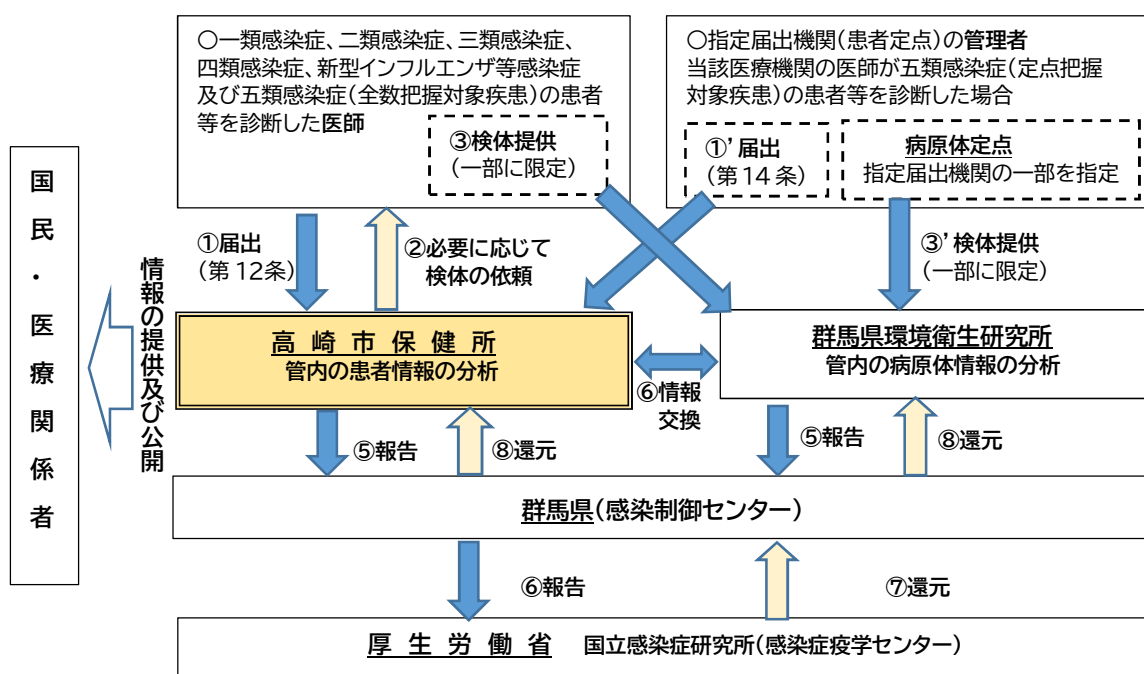 ○一類感染症、二類感染症、三類感染症、
四類感染症、新型インフルエンザ等感染症
及び五類感染症（全数把握対象疾患）の患者
等を診断した医師
③検体提供
（一部に限定）
○指定届出機関（患者定点）の管理者
当該医療機関の医師が五類感染症（定点把握
対象疾患）の患者等を診断した場合
①’届出
（第14条）
病原体定点
指定届出機関の一部を指定
国民・医療関係者
情報の提供及び公開
①届出
（第12条）
②必要に応じて
検体の依頼
③’検体提供
（一部に限定）
高崎市保健所
管内の患者情報の分析
⑥情報
交換
群馬県環境衛生研究所
管内の病原体情報の分析
⑤報告
⑧還元
⑤報告
⑧還元
群馬県（感染制御センター）
⑥報告
⑦還元
厚生労働省 国立感染症研究所（感染症疫学センター）